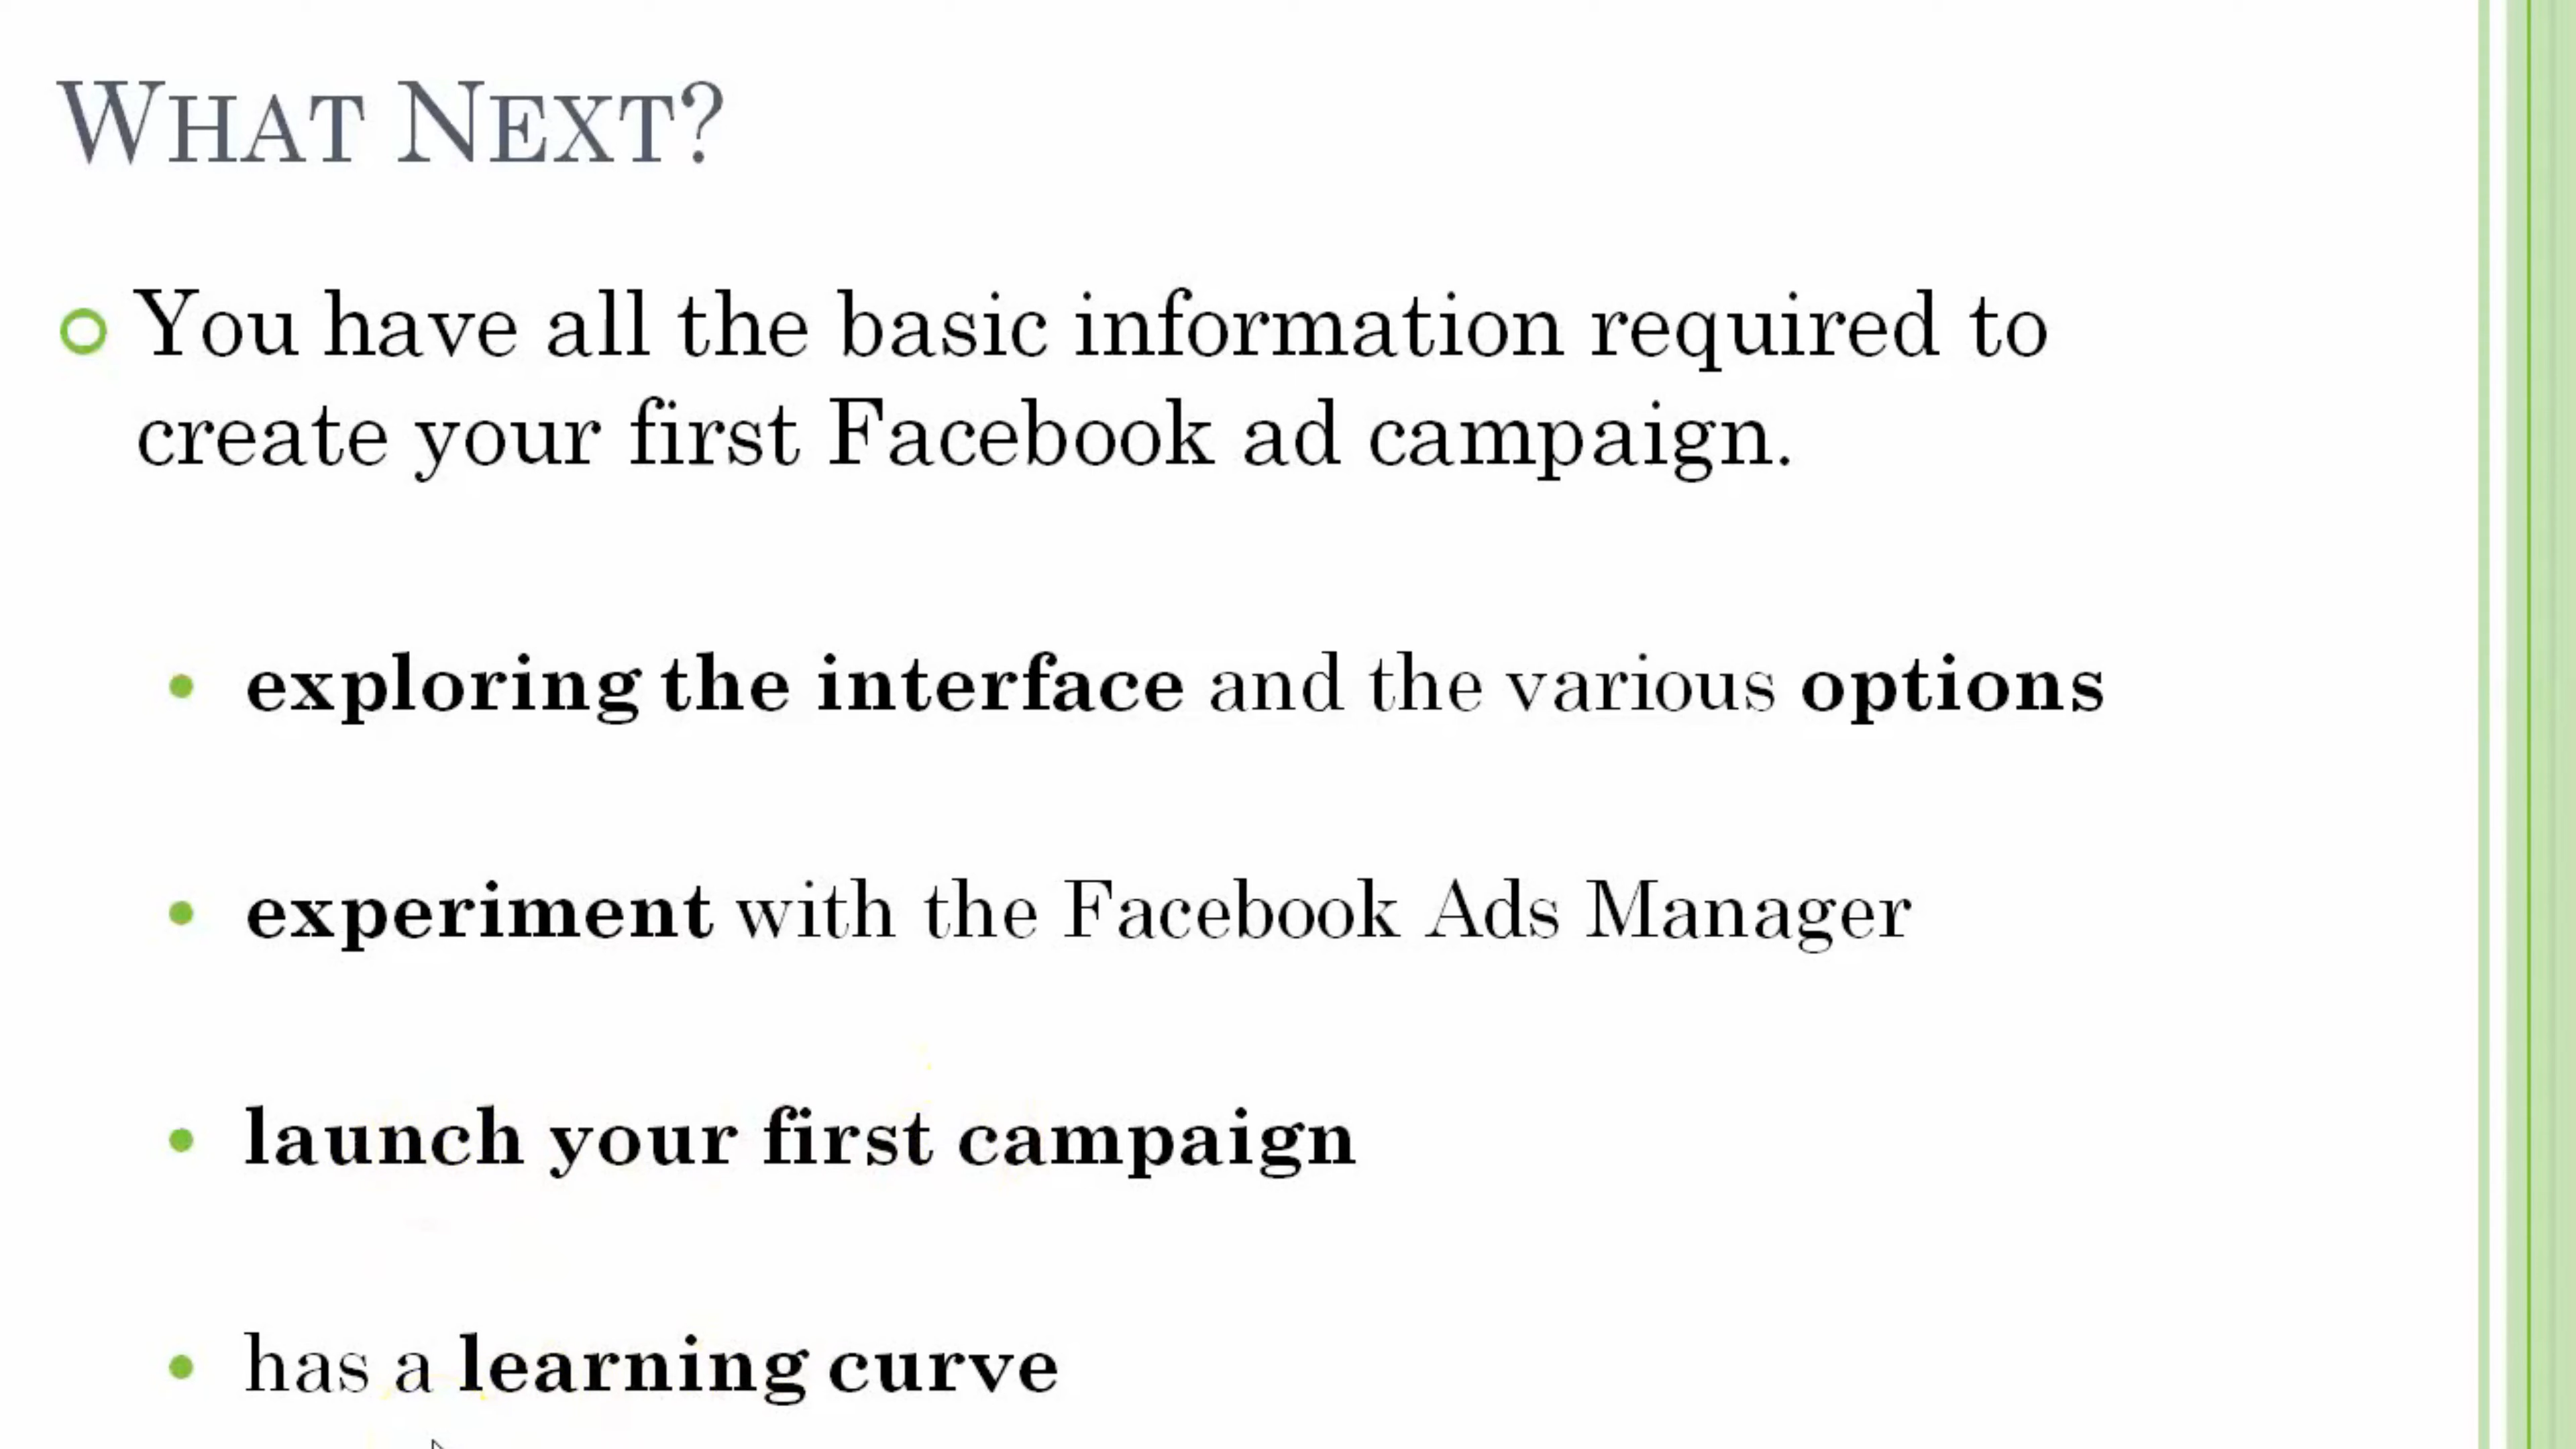 WHAT NEXT?
You have all the basic information required to
create your first Facebook ad campaign.
exploring the interface and the various options
experiment with the Facebook Ads Manager
launch your first campaign
has a learning curve